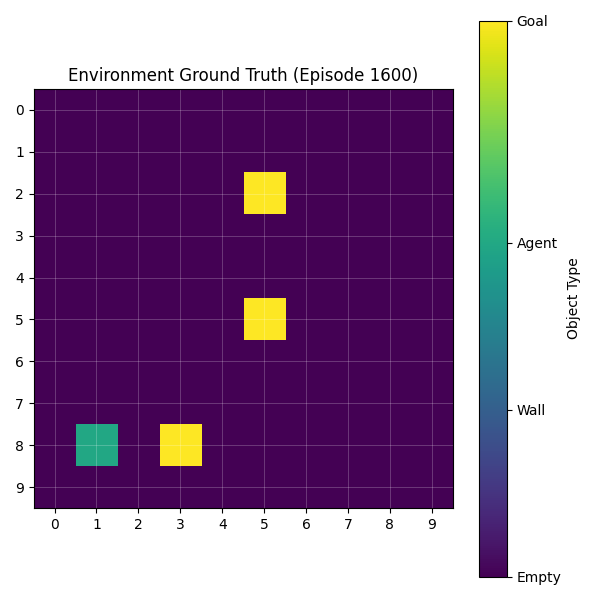 Environment Ground Truth (Episode 1600)
Goal
Agent
Wall
Empty
Object Type
0
1
2
3
4
5
6
7
8
9
0 1 2 3 4 5 6 7 8 9